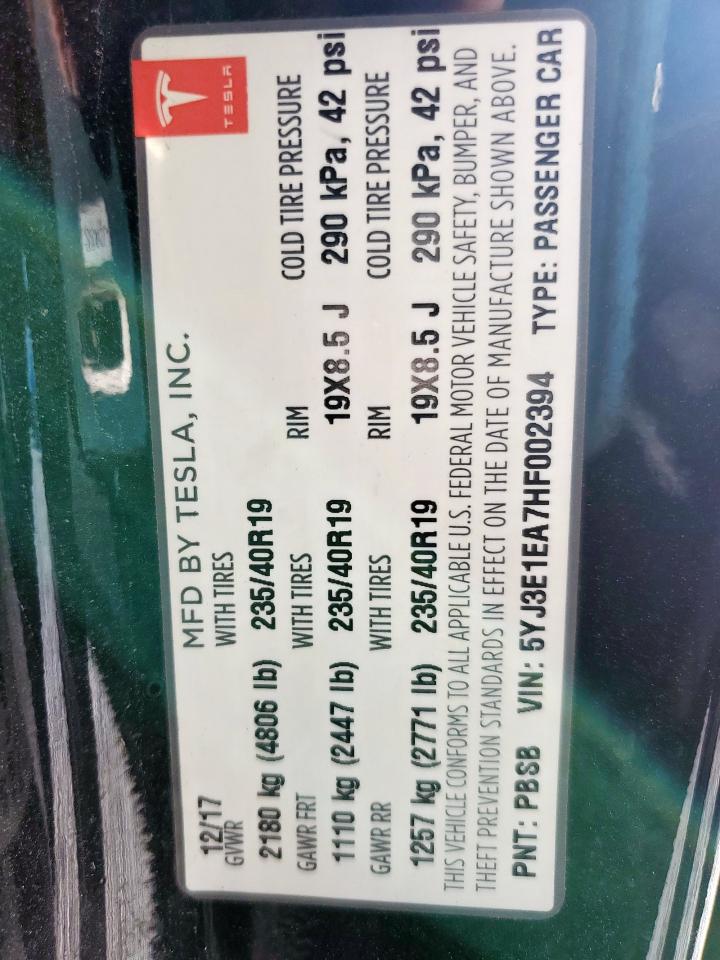 TESLA
MFD BY TESLA, INC.
12/17
GVWR WITH TIRES
2180 kg (4806 lb) 235/40R19
GAWR FRT WITH TIRES RIM COLD TIRE PRESSURE
1110 kg (2447 lb) 235/40R19 19X8.5 J 290 kPa, 42 psi
GAWR RR WITH TIRES RIM COLD TIRE PRESSURE
1257 kg (2771 lb) 235/40R19 19X8.5 J 290 kPa, 42 psi
THIS VEHICLE CONFORMS TO ALL APPLICABLE U.S. FEDERAL MOTOR VEHICLE SAFETY, BUMPER, AND
THEFT PREVENTION STANDARDS IN EFFECT ON THE DATE OF MANUFACTURE SHOWN ABOVE.
PNT: PBSB VIN: 5YJ3E1EA7HF002394 TYPE: PASSENGER CAR